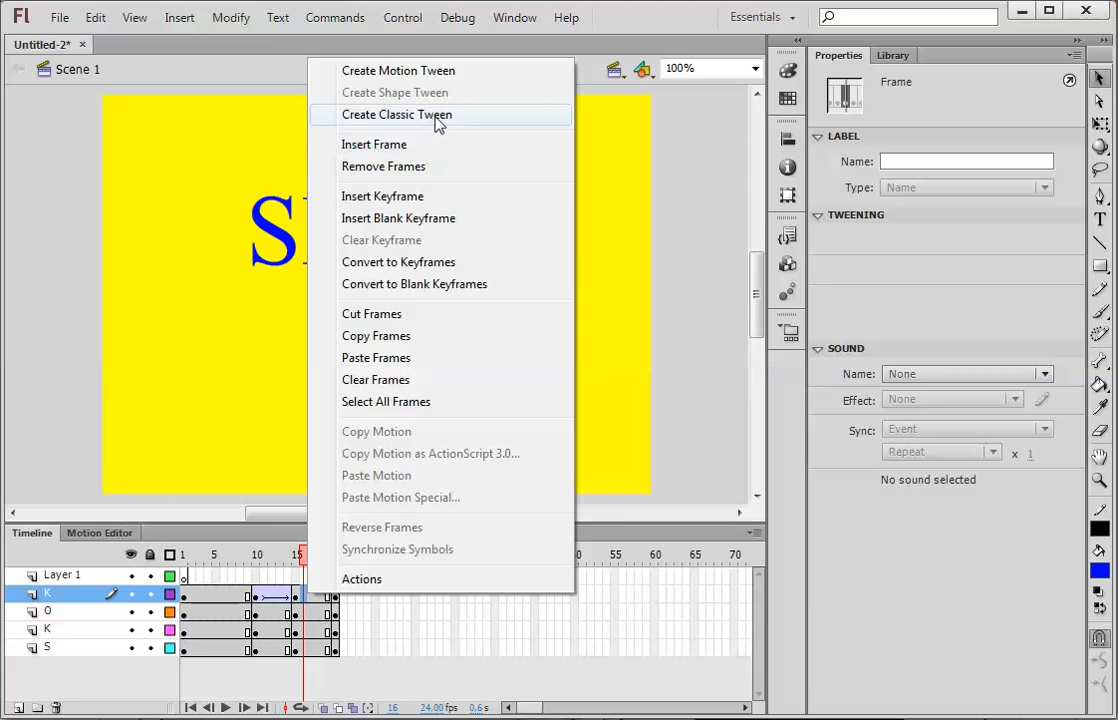 Fl File Edit View Insert Modify Text Commands Control Debug Window Help Essentials
Untitled-2* ×
Scene 1
100%
S
Create Motion Tween
Create Shape Tween
Create Classic Tween
Insert Frame
Remove Frames
Insert Keyframe
Insert Blank Keyframe
Clear Keyframe
Convert to Keyframes
Convert to Blank Keyframes
Cut Frames
Copy Frames
Paste Frames
Clear Frames
Select All Frames
Copy Motion
Copy Motion as ActionScript 3.0...
Paste Motion
Paste Motion Special...
Reverse Frames
Synchronize Symbols
Actions
Properties Library
Frame
LABEL
Name:
Type: Name
TWEENING
SOUND
Name: None
Effect: None
Sync: Event
Repeat x 1
No sound selected
Timeline Motion Editor
1 5 10 15 0 55 60 65 70
Layer 1
K
O
K
S
16 24.00 fps 0.6 s